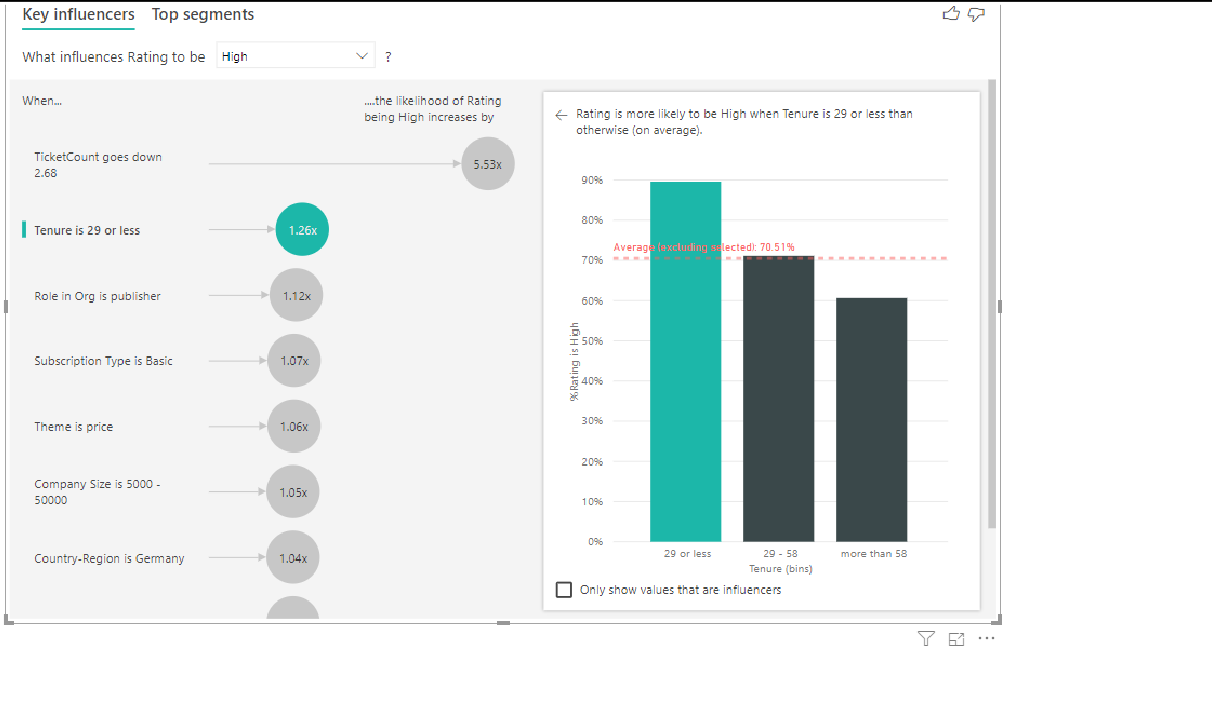 Key influencers Top segments
What influences Rating to be High ?
When...
....the likelihood of Rating
being High increases by
TicketCount goes down
2.68
5.53x
Tenure is 29 or less
1.26x
Role in Org is publisher
1.12x
Subscription Type is Basic
1.07x
Theme is price
1.06x
Company Size is 5000 -
50000
1.05x
Country-Region is Germany
1.04x
Rating is more likely to be High when Tenure is 29 or less than
otherwise (on average).
90%
80%
Average (excluding selected): 70.51%
70%
60%
50%
40%
30%
20%
10%
0%
%Rating is High
29 or less
29 - 58
more than 58
Tenure (bins)
Only show values that are influencers